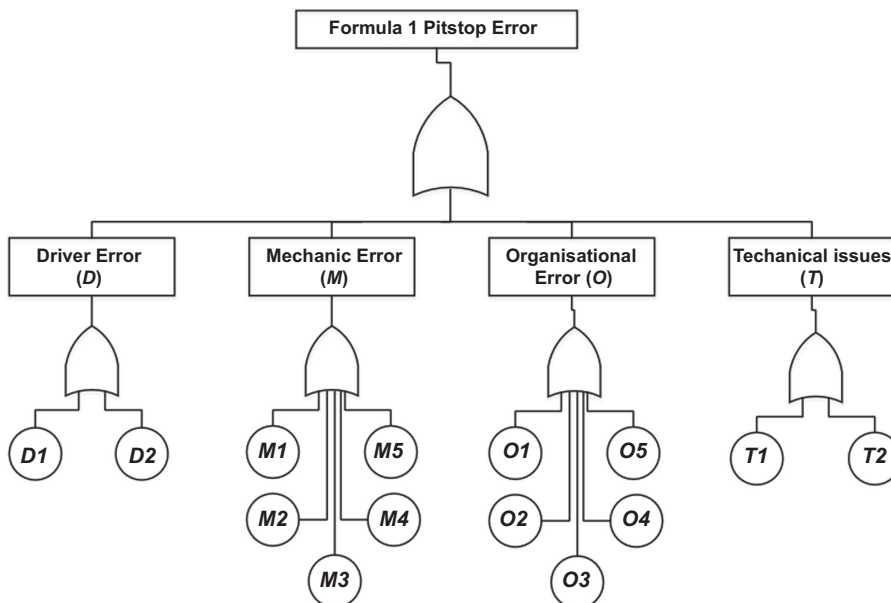 Formula 1 Pitstop Error
Driver Error
(D)
Mechanic Error
(M)
Organisational
Error (O)
Techanical issues
(T)
D1
D2
M1
M5
M2
M4
M3
O1
O5
O2
O4
O3
T1
T2